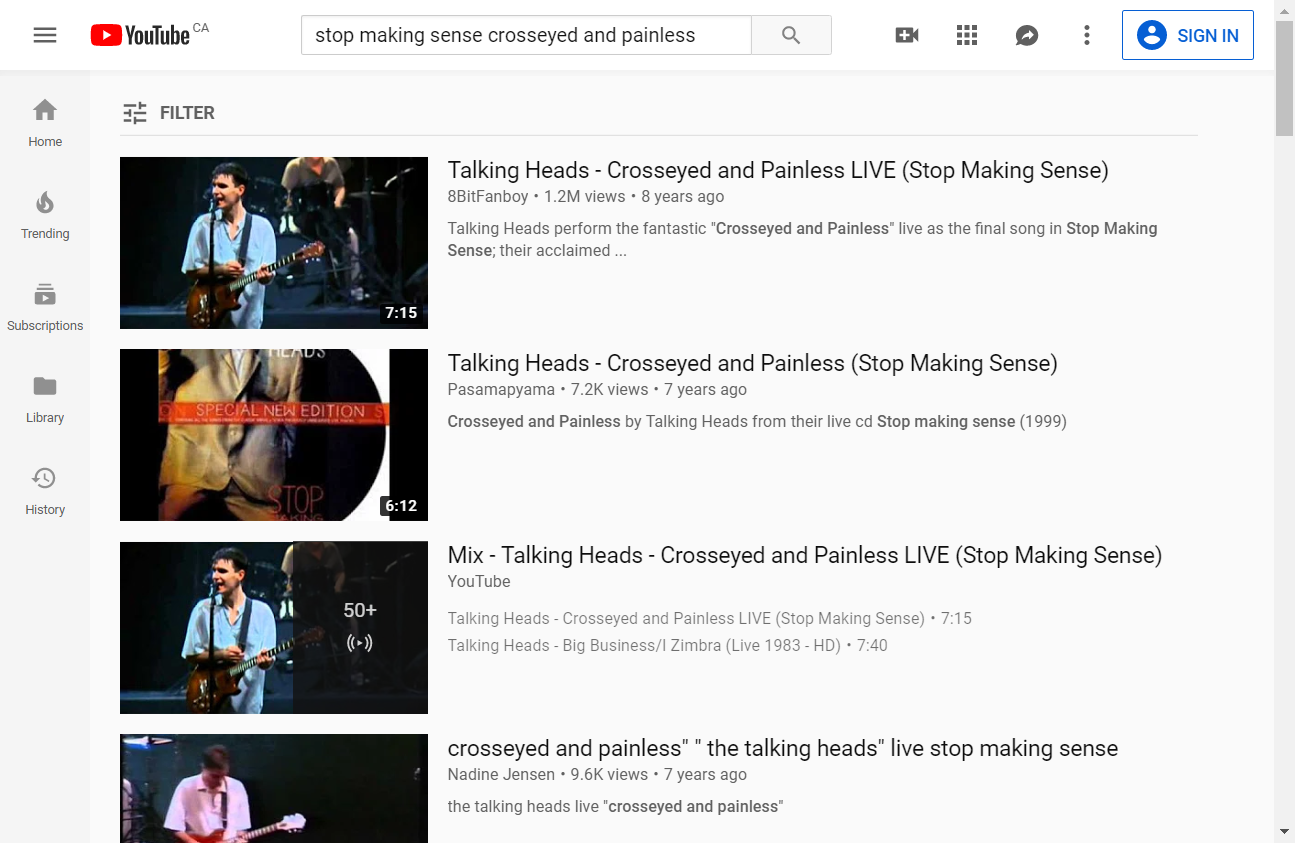 YouTube CA
stop making sense crosseyed and painless
SIGN IN
Home
Trending
Subscriptions
Library
History
FILTER
7:15
Talking Heads - Crosseyed and Painless LIVE (Stop Making Sense)
8BitFanboy • 1.2M views • 8 years ago
Talking Heads perform the fantastic "Crosseyed and Painless" live as the final song in Stop Making
Sense; their acclaimed ...
HEADS
SPECIAL NEW EDITION
STOP
MAKING
6:12
Talking Heads - Crosseyed and Painless (Stop Making Sense)
Pasamapyama • 7.2K views • 7 years ago
Crosseyed and Painless by Talking Heads from their live cd Stop making sense (1999)
50+
Mix - Talking Heads - Crosseyed and Painless LIVE (Stop Making Sense)
YouTube
Talking Heads - Crosseyed and Painless LIVE (Stop Making Sense) • 7:15
Talking Heads - Big Business/I Zimbra (Live 1983 - HD) • 7:40
crosseyed and painless" " the talking heads" live stop making sense
Nadine Jensen • 9.6K views • 7 years ago
the talking heads live "crosseyed and painless"